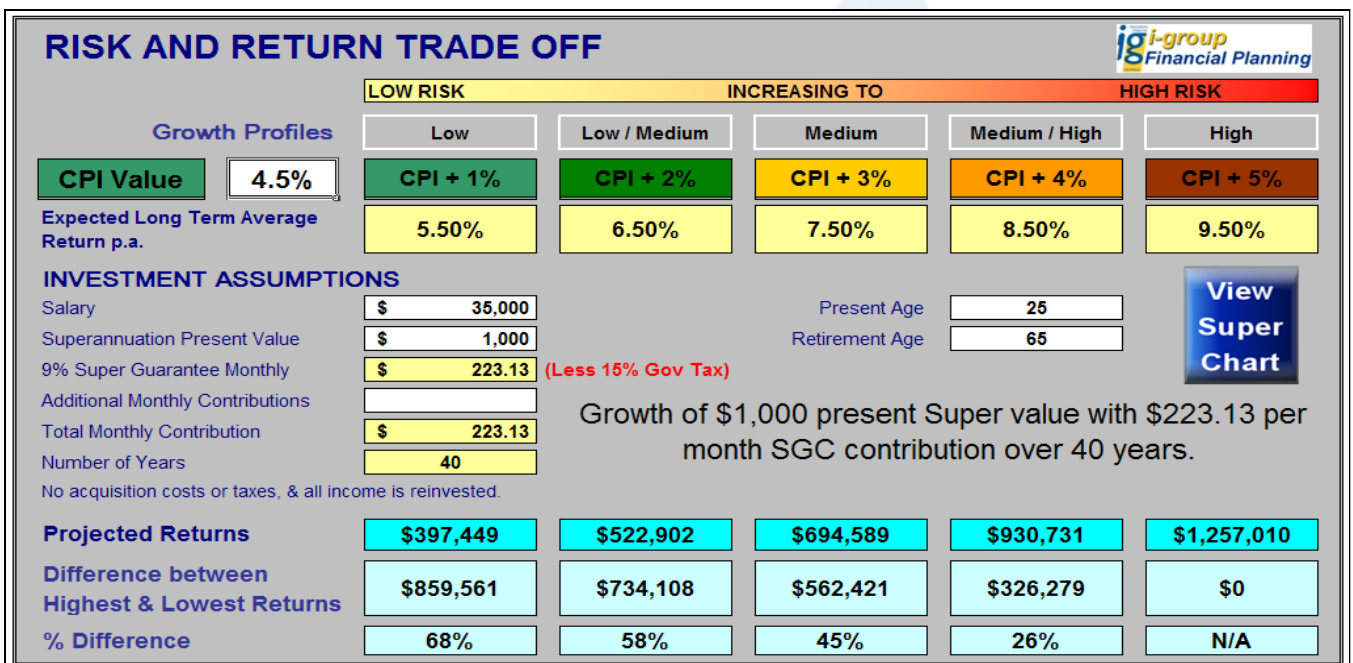 RISK AND RETURN TRADE OFF
ig i-group
Financial Planning
LOW RISK INCREASING TO HIGH RISK
Growth Profiles Low Low / Medium Medium Medium / High High
CPI Value 4.5% CPI + 1% CPI + 2% CPI + 3% CPI + 4% CPI + 5%
Expected Long Term Average
Return p.a. 5.50% 6.50% 7.50% 8.50% 9.50%
INVESTMENT ASSUMPTIONS
Salary $ 35,000 Present Age 25
Superannuation Present Value $ 1,000 Retirement Age 65
View
Super
Chart
9% Super Guarantee Monthly $ 223.13 (Less 15% Gov Tax)
Additional Monthly Contributions
Total Monthly Contribution $ 223.13
Number of Years 40
Growth of $1,000 present Super value with $223.13 per
month SGC contribution over 40 years.
No acquisition costs or taxes, & all income is reinvested.
Projected Returns $397,449 $522,902 $694,589 $930,731 $1,257,010
Difference between
Highest & Lowest Returns $859,561 $734,108 $562,421 $326,279 $0
% Difference 68% 58% 45% 26% N/A